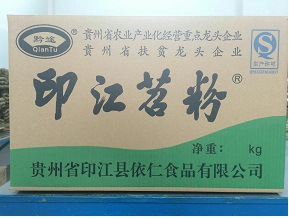 黔途
QianTu
贵州省农业产业化经营重点龙头企业
贵州省扶贫龙头企业
生产许可
印江苕粉®
净重: kg
贵州省印江县依仁食品有限公司